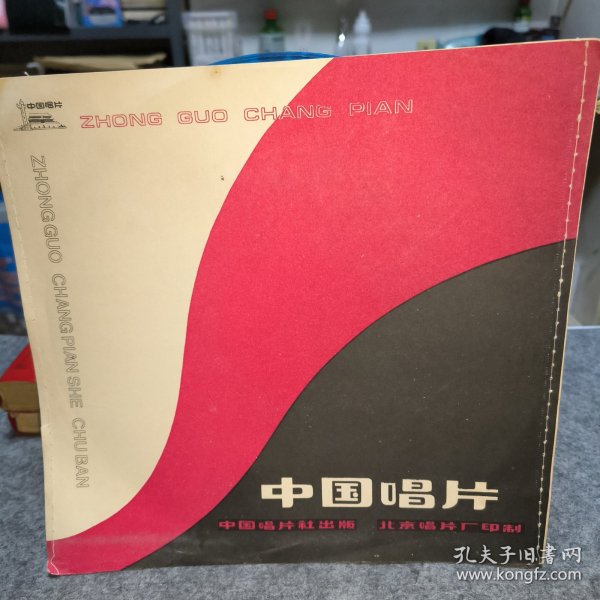 中国唱片社
ZHONG GUO CHANG PIAN
ZHONG GUO CHANG PIAN SHE CHU BAN
中国唱片
中国唱片社出版 北京唱片厂印制
孔夫子旧书网
www.kongfz.com